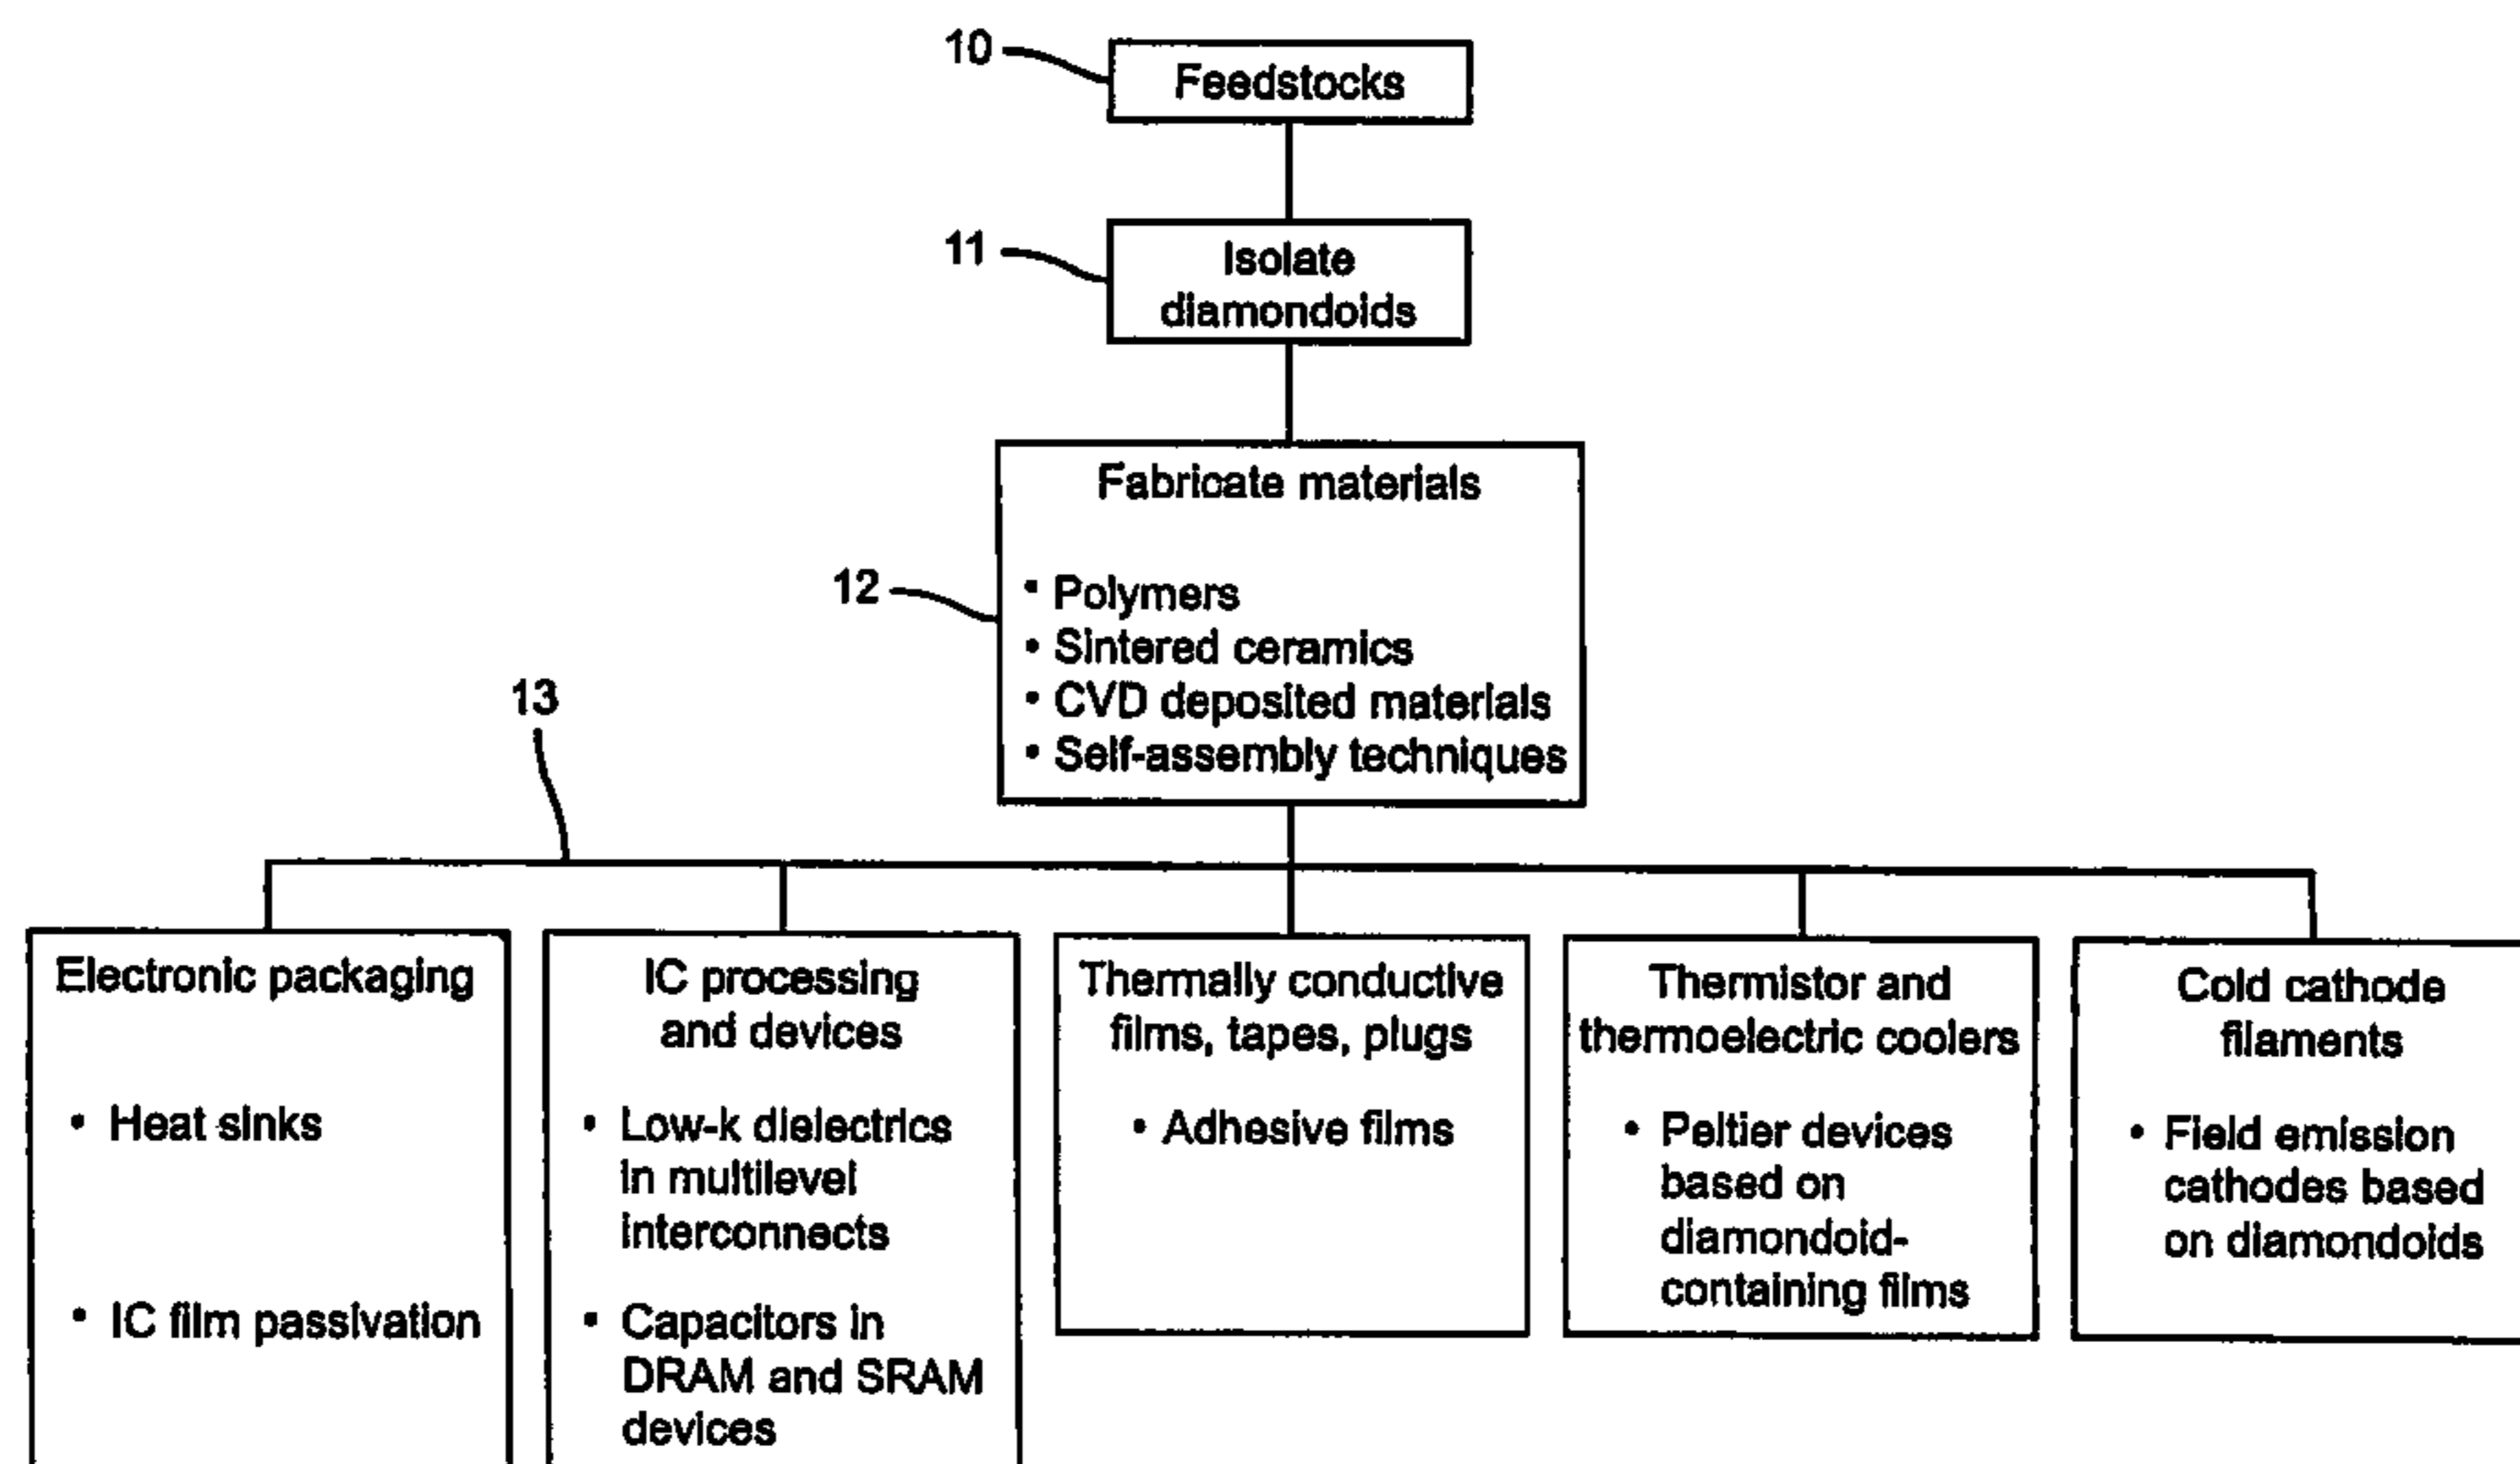 10
Feedstocks
11
Isolate
diamondoids
Fabricate materials
12
• Polymers
• Sintered ceramics
• CVD deposited materials
• Self-assembly techniques
13
Electronic packaging
• Heat sinks
• IC film passivation
IC processing
and devices
• Low-k dielectrics
in multilevel
interconnects
• Capacitors in
DRAM and SRAM
devices
Thermally conductive
films, tapes, plugs
• Adhesive films
Thermistor and
thermoelectric coolers
• Peltier devices
based on
diamondoid-
containing films
Cold cathode
filaments
• Field emission
cathodes based
on diamondoids